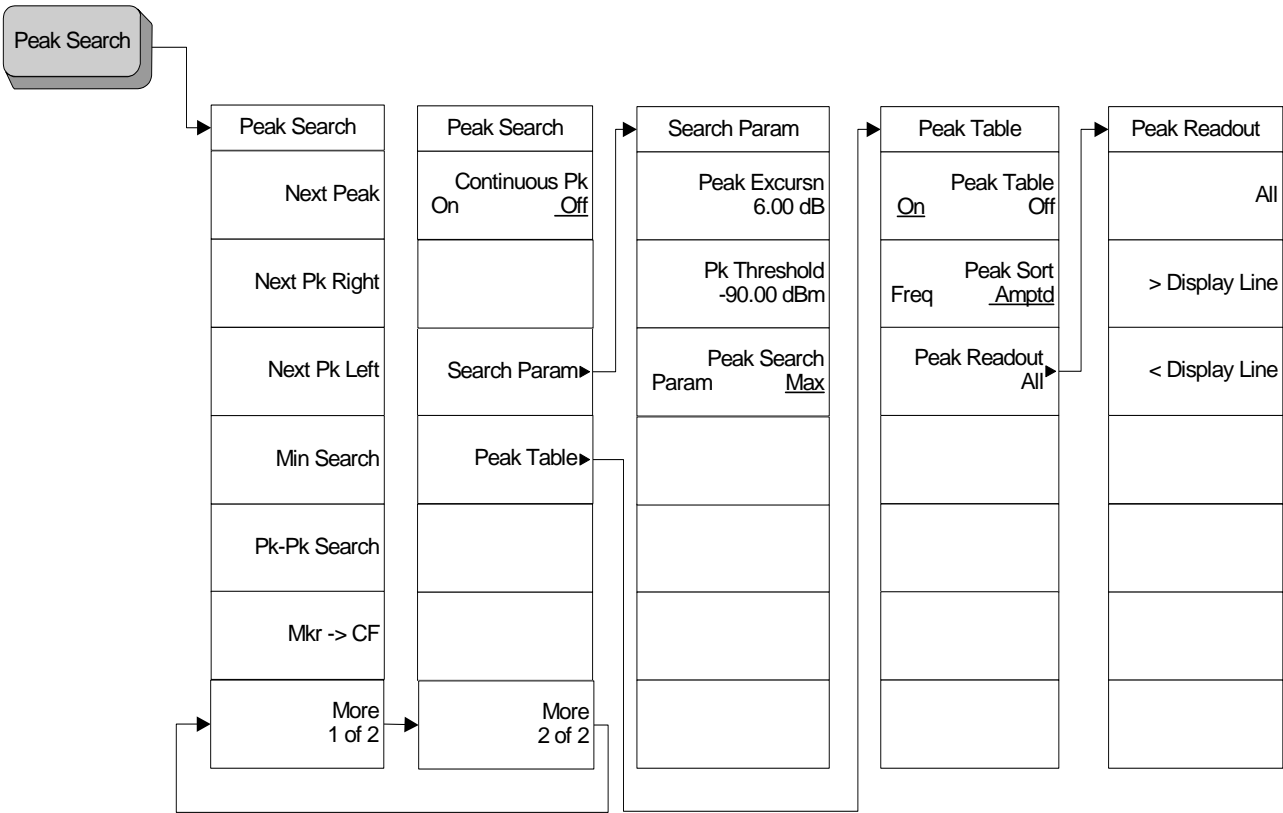 Peak Search
Peak Search
Next Peak
Next Pk Right
Next Pk Left
Min Search
Pk-Pk Search
Mkr -> CF
More
1 of 2
Peak Search
Continuous Pk
On Off
Search Param
Peak Table
More
2 of 2
Search Param
Peak Excursn
6.00 dB
Pk Threshold
-90.00 dBm
Peak Search
Param Max
Peak Table
Peak Table
On Off
Peak Sort
Freq Amptd
Peak Readout
All
Peak Readout
All
> Display Line
< Display Line